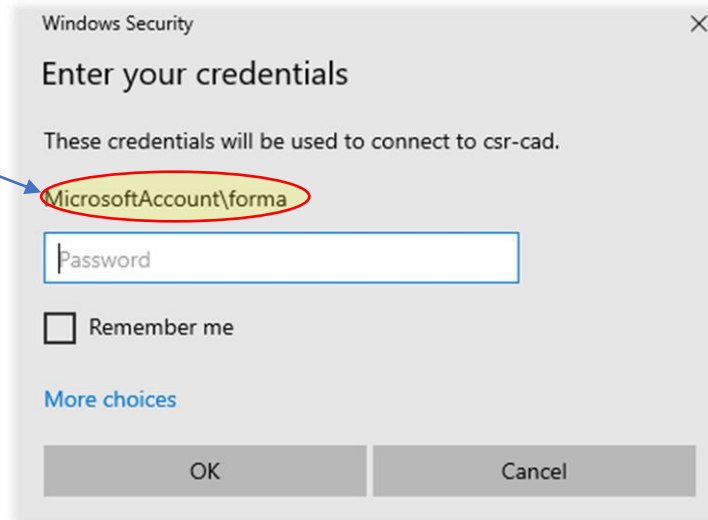 Windows Security
Enter your credentials
These credentials will be used to connect to csr-cad.
MicrosoftAccount\forma
Password
Remember me
More choices
OK
Cancel